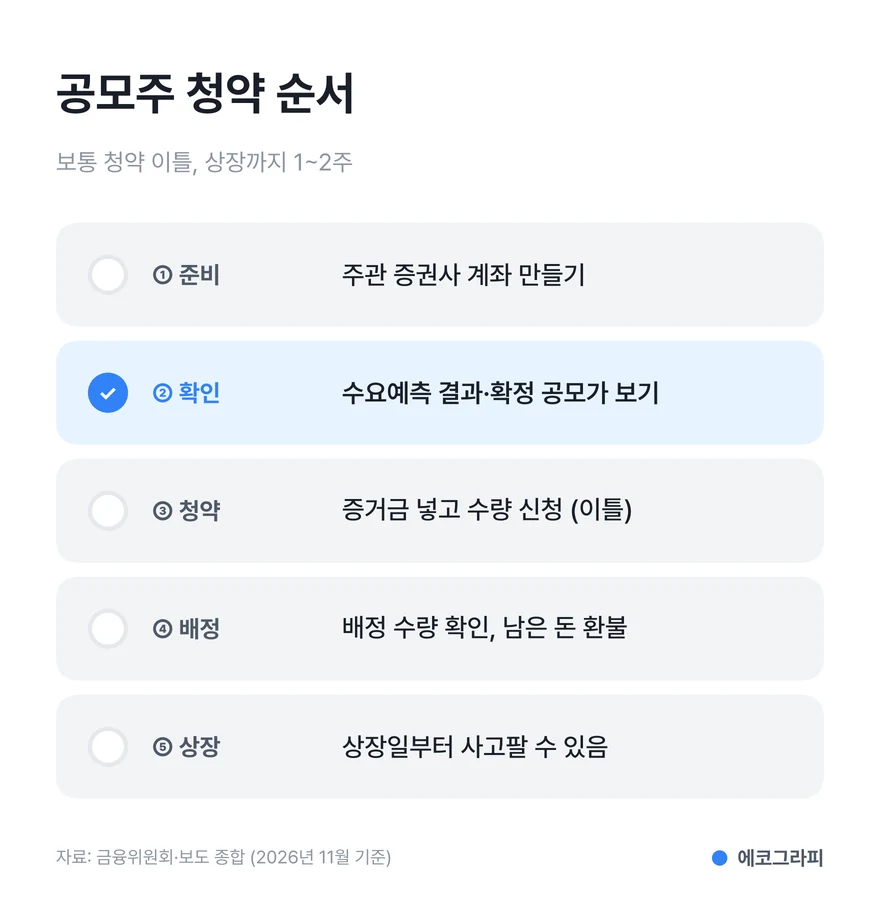 공모주 청약 순서
보통 청약 이틀, 상장까지 1~2주
① 준비 주관 증권사 계좌 만들기
② 확인 수요예측 결과·확정 공모가 보기
③ 청약 증거금 넣고 수량 신청 (이틀)
④ 배정 배정 수량 확인, 남은 돈 환불
⑤ 상장 상장일부터 사고팔 수 있음
자료: 금융위원회·보도 종합 (2026년 11월 기준)
에코그라피